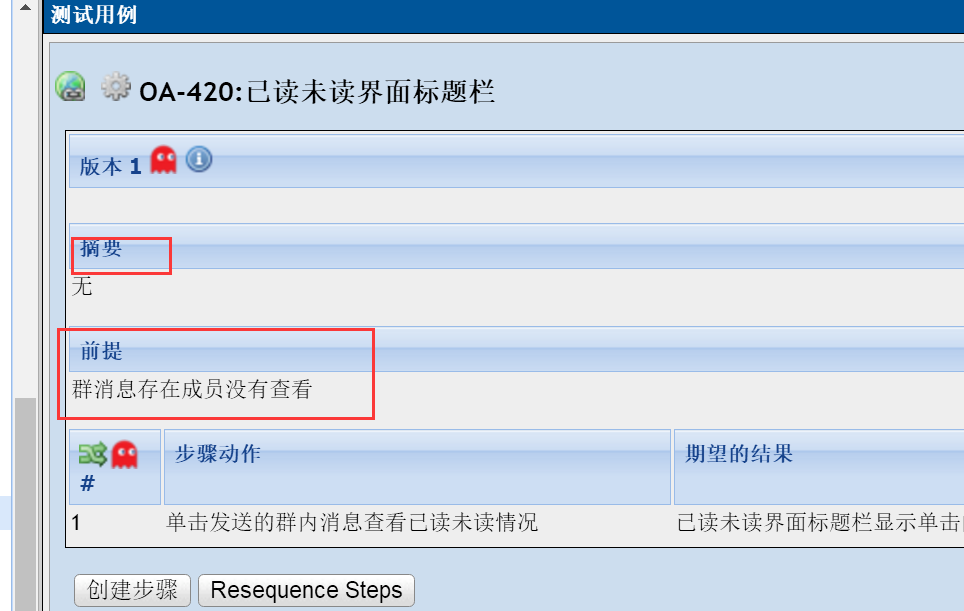 测试用例
OA-420:已读未读界面标题栏
版本 1
摘要
无
前提
群消息存在成员没有查看
# 步骤动作 期望的结果
1 单击发送的群内消息查看已读未读情况 已读未读界面标题栏显示单击
创建步骤 Resequence Steps